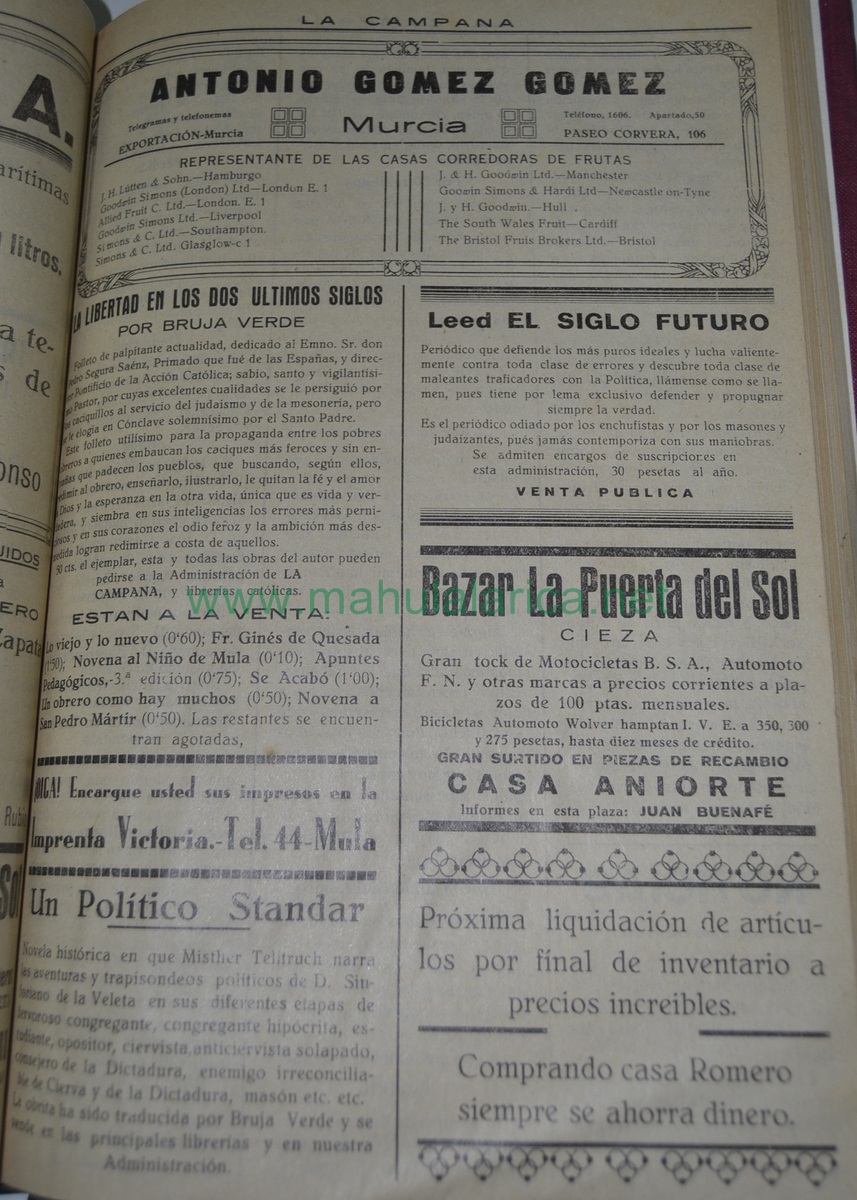 LA CAMPANA
ANTONIO GOMEZ GOMEZ
Telegramas y telefonemas
EXPORTACIÓN-Murcia
Murcia
Teléfono, 1606. Apartado,50
PASEO CORVERA, 106
REPRESENTANTE DE LAS CASAS CORREDORAS DE FRUTAS
J. H. Lütten & Sohn.—Hamburgo
Goodwin Simons (London) Ltd—London E. 1
Allied Fruit C. Ltd.—London. E. 1
Goodwin Simons Ltd.—Liverpool
Simons & C. Ltd.—Southampton.
Simons & C. Ltd. Glasglow-c 1
J. & H. Goodwin Ltd.—Manchester
Goowin Simons & Hardi Ltd—Newcastle on-Tyne
J. y H. Goodwin.—Hull .
The South Wales Fruit—Cardiff
The Bristol Fruis Brokers Ltd—Bristol
LA LIBERTAD EN LOS DOS ULTIMOS SIGLOS
POR BRUJA VERDE
Folleto de palpitante actualidad, dedicado al Emno. Sr. don
Segura Saénz, Primado que fué de las Españas, y direc-
Pontificio de la Acción Católica; sabio, santo y vigilantísi-
Pastor, por cuyas excelentes cualidades se le persiguió por
caciquillos al servicio del judaismo y de la mesonería, pero
le elogia en Cónclave solemnísimo por el Santo Padre.
Este folleto utilísimo para la propaganda entre los pobres
obreros a quienes embaucan los caciques más feroces y sin en-
que padecen los pueblos, que buscando, según ellos,
al obrero, enseñarlo, ilustrarlo, le quitan la fé y el amor
Dios y la esperanza en la otra vida, única que es vida y ver-
y siembra en sus inteligencias los errores más perni-
y en sus corazones el odio feroz y la ambición más des-
logran redimirse a costa de aquellos.
50 cts. el ejemplar, esta y todas las obras del autor pueden
pedirse a la Administración de LA
CAMPANA, y librerías católicas.
ESTAN A LA VENTA:
Lo viejo y lo nuevo (0'60); Fr. Ginés de Quesada
Novena al Niño de Mula (0'10); Apuntes
Pedagógicos,-3.ª edición (0'75); Se Acabó (1'00);
Un obrero como hay muchos (0'50); Novena a
San Pedro Mártir (0'50). Las restantes se encuen-
tran agotadas,
¡OIGA! Encargue usted sus impresos en la
Imprenta Victoria.-Tel. 44-Mula
Un Político Standar
Novela histórica en que Misther Telitruch narra
las aventuras y trapisondeos políticos de D. Sin-
de la Veleta en sus diferentes etapas de
fervoroso congregante, congregante hipócrita, es-
tudiante, opositor, ciervista, anticiervista solapado,
consejero de la Dictadura, enemigo irreconcilia-
ble de Cierva y de la Dictadura, masón etc. etc.
La obrita ha sido traducida por Bruja Verde y se
vende en las principales librerías y en nuestra
Administración.
Leed EL SIGLO FUTURO
Periódico que defiende los más puros ideales y lucha valiente-
mente contra toda clase de errores y descubre toda clase de
maleantes traficadores con la Política, llámense como se lla-
men, pues tiene por lema exclusivo defender y propugnar
siempre la verdad.
Es el periódico odiado por los enchufistas y por los masones y
judaizantes, pués jamás contemporiza con sus maniobras.
Se admiten encargos de suscripciores en
esta administración, 30 pesetas al año.
VENTA PUBLICA
Bazar La Puerta del Sol
CIEZA
Gran tock de Motocicletas B. S. A., Automoto
F. N. y otras marcas a precios corrientes a pla-
zos de 100 ptas. mensuales.
Bicicletas Automoto Wolver hamptan I. V. E. a 350, 300
y 275 pesetas, hasta diez meses de crédito.
GRAN SURTIDO EN PIEZAS DE RECAMBIO
CASA ANIORTE
Informes en esta plaza: JUAN BUENAFÉ
Próxima liquidación de artícu-
los por final de inventario a
precios increibles.
Comprando casa Romero
siempre se ahorra dinero.
A.
litros,
a te-
de
onso
www.mahulalarica.net